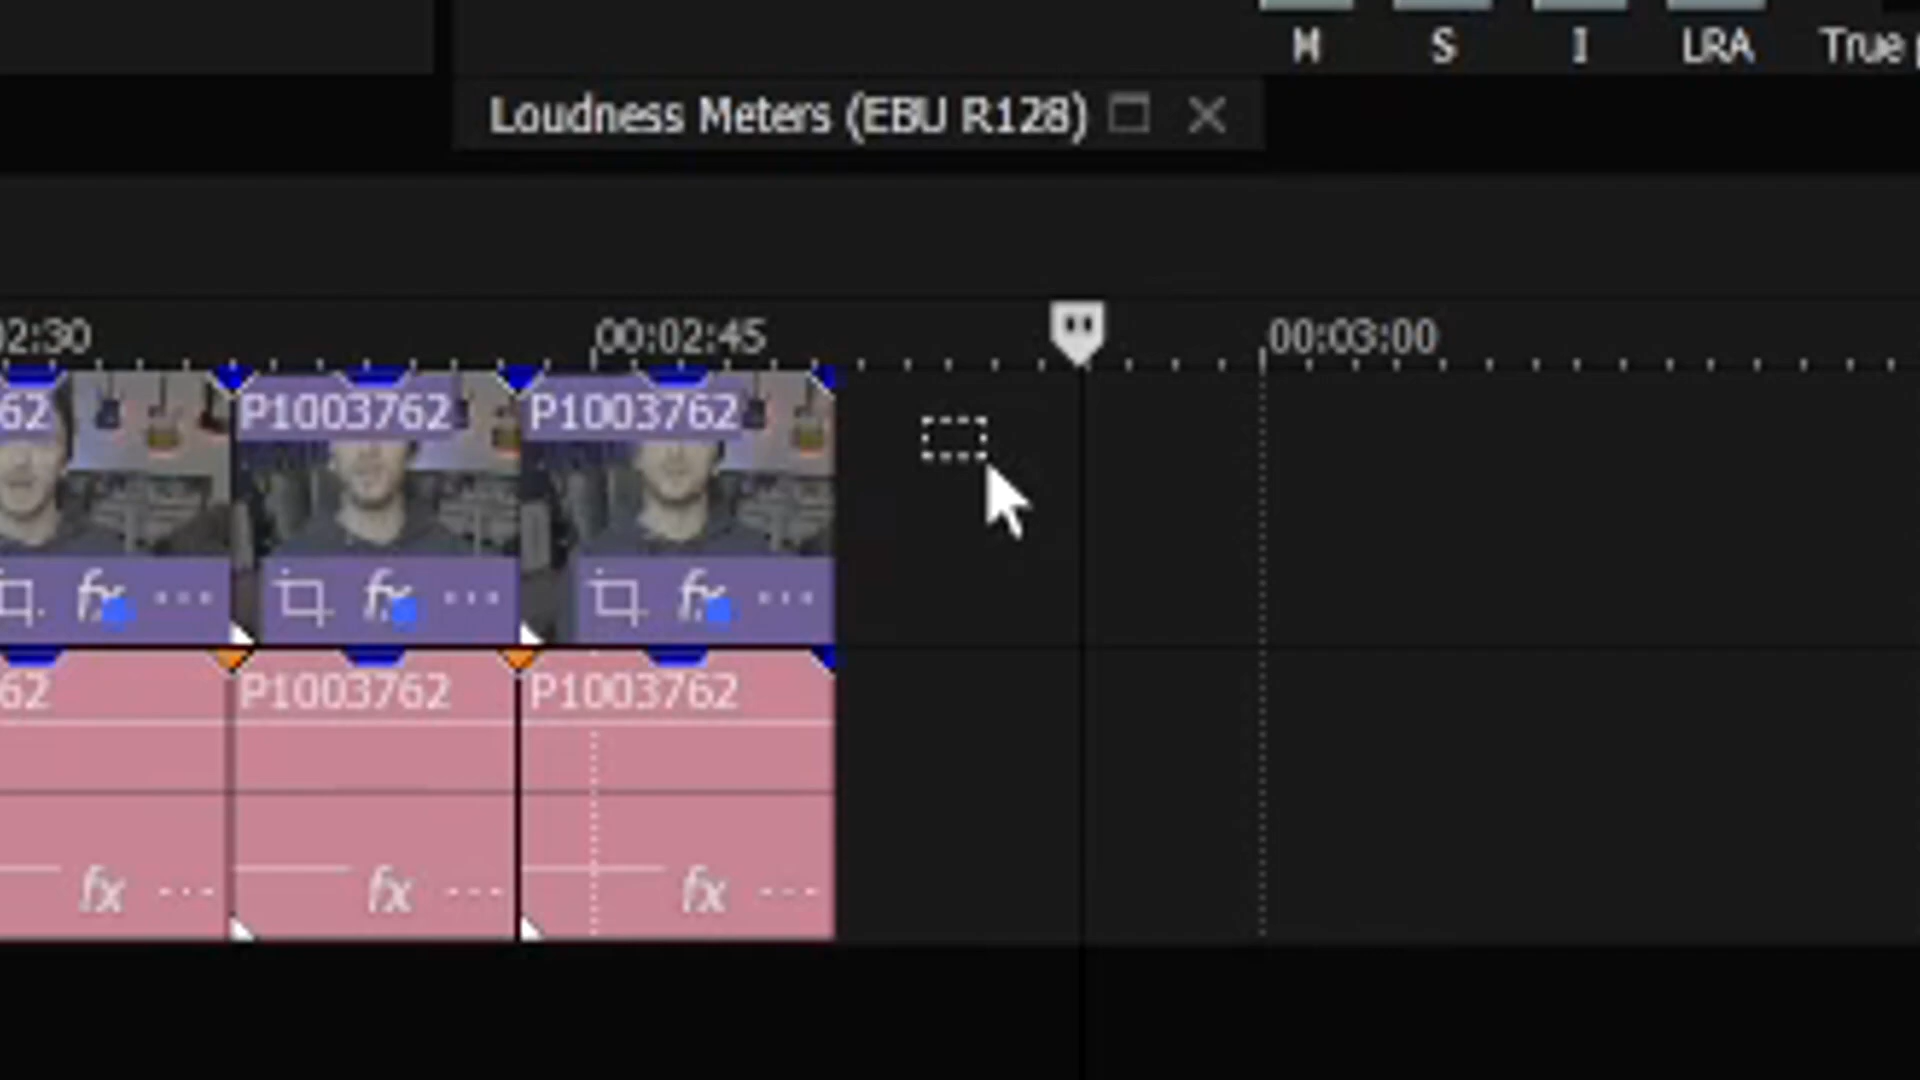 M S I LRA True
Loudness Meters (EBU R128)
02:30 00:02:45 00:03:00
62 P1003762 P1003762
fx fx fx
62 P1003762 P1003762
fx fx fx